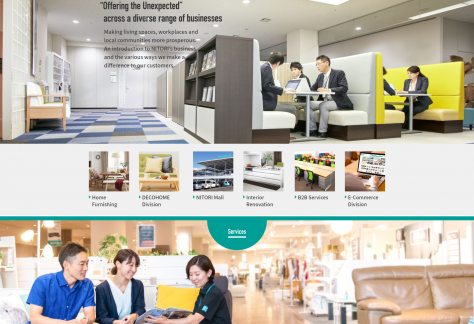 "Offering the Unexpected"
across a diverse range of businesses
Making living spaces, workplaces and
local communities more prosperous.
An introduction to NITORI's business
and the various ways we make a
difference to our customers.
Home
Furnishing
DECOHOME
Division
NITORI Mall
Interior
Renovation
B2B Services
E-Commerce
Division
Services